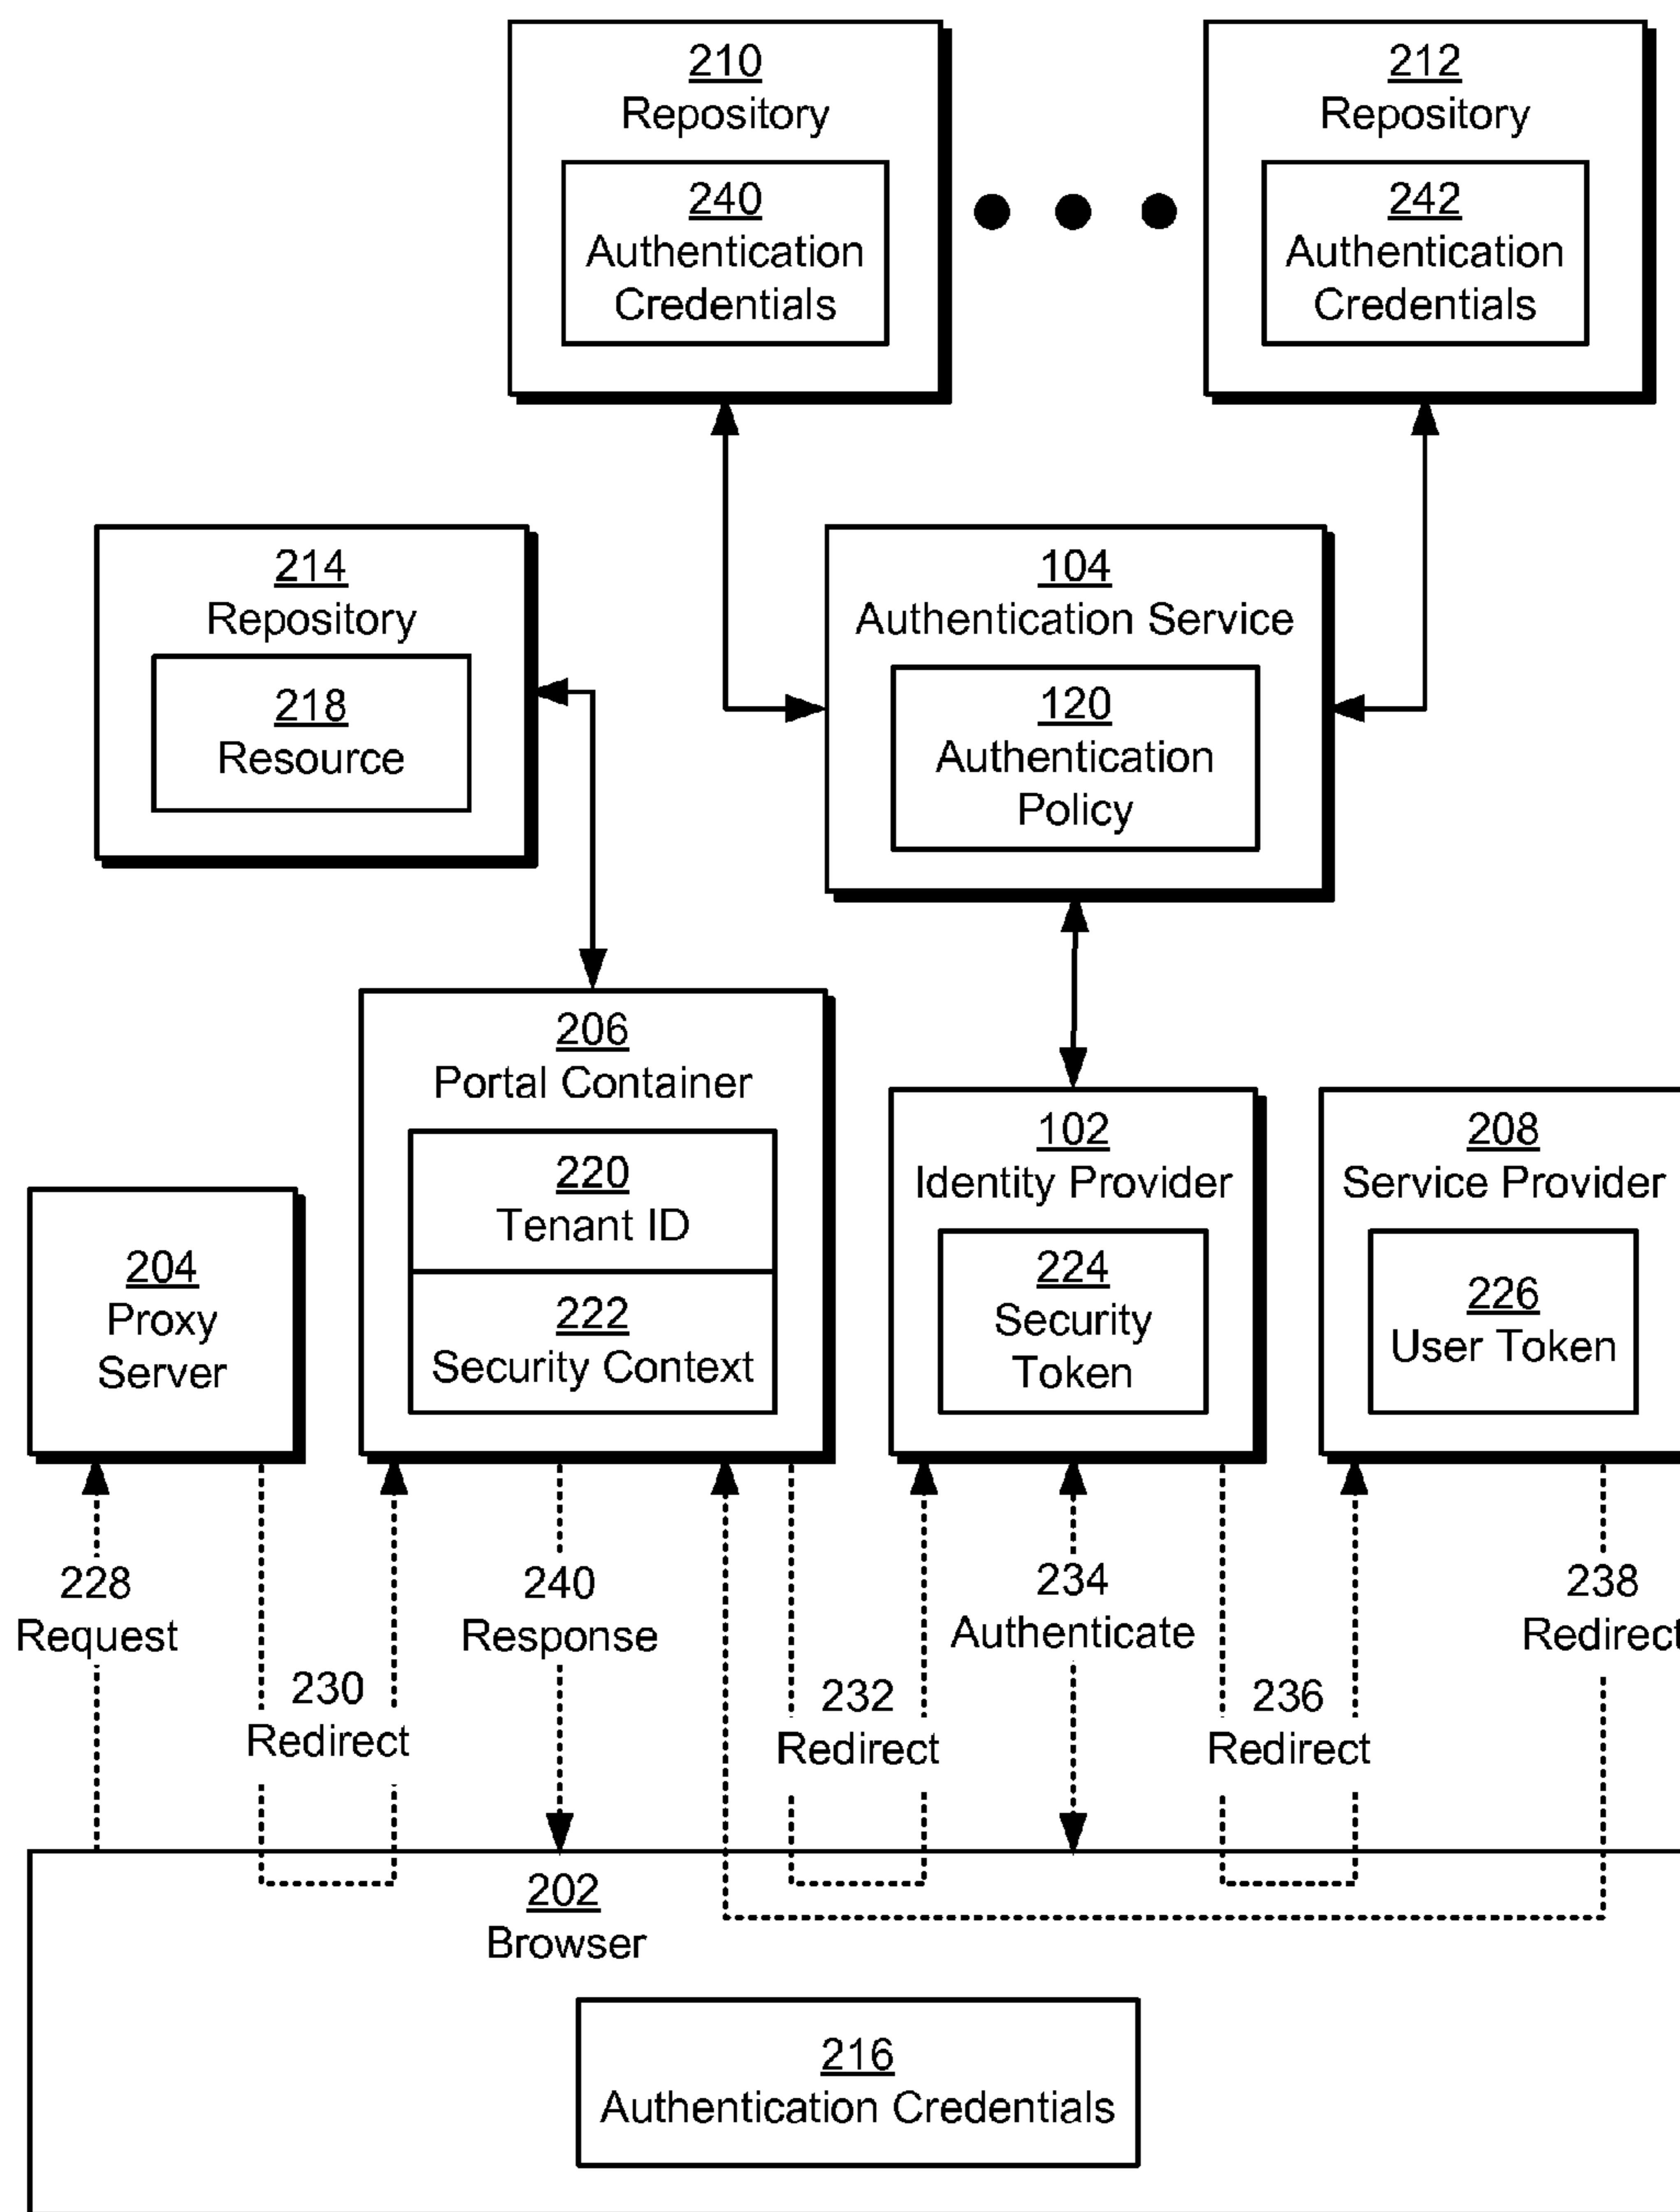 210
Repository
240
Authentication
Credentials
212
Repository
242
Authentication
Credentials
214
Repository
218
Resource
104
Authentication Service
120
Authentication
Policy
206
Portal Container
220
Tenant ID
222
Security Context
102
Identity Provider
224
Security
Token
208
Service Provider
226
User Token
204
Proxy
Server
228
Request
230
Redirect
240
Response
232
Redirect
234
Authenticate
236
Redirect
238
Redirect
202
Browser
216
Authentication Credentials